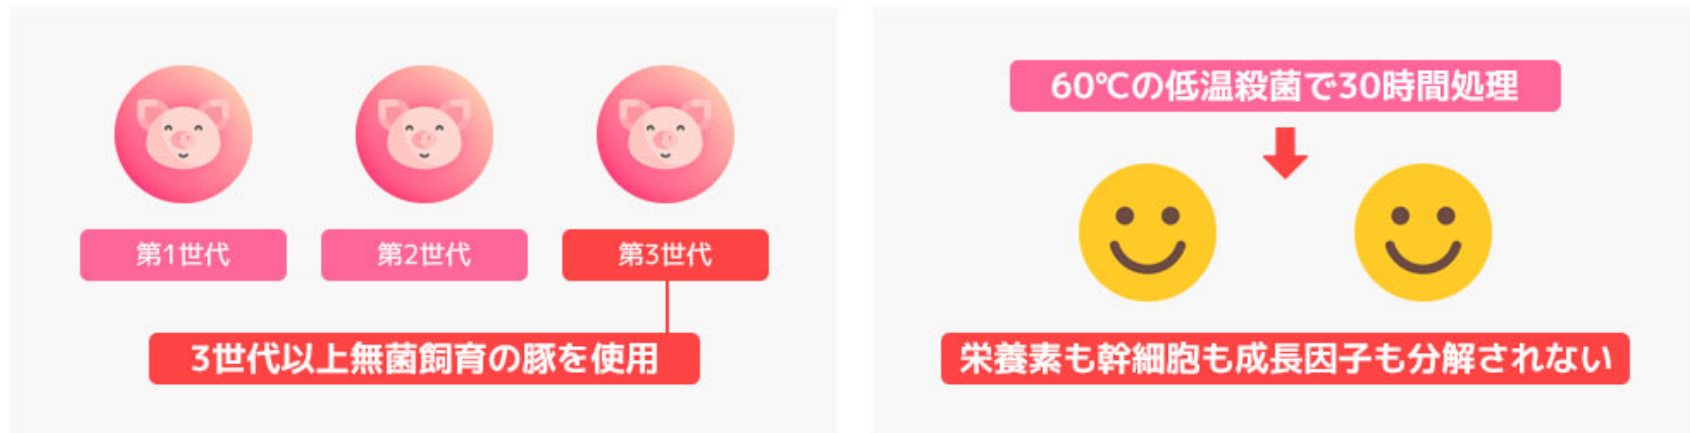 第1世代
第2世代
第3世代
3世代以上無菌飼育の豚を使用
60℃の低温殺菌で30時間処理
栄養素も幹細胞も成長因子も分解されない